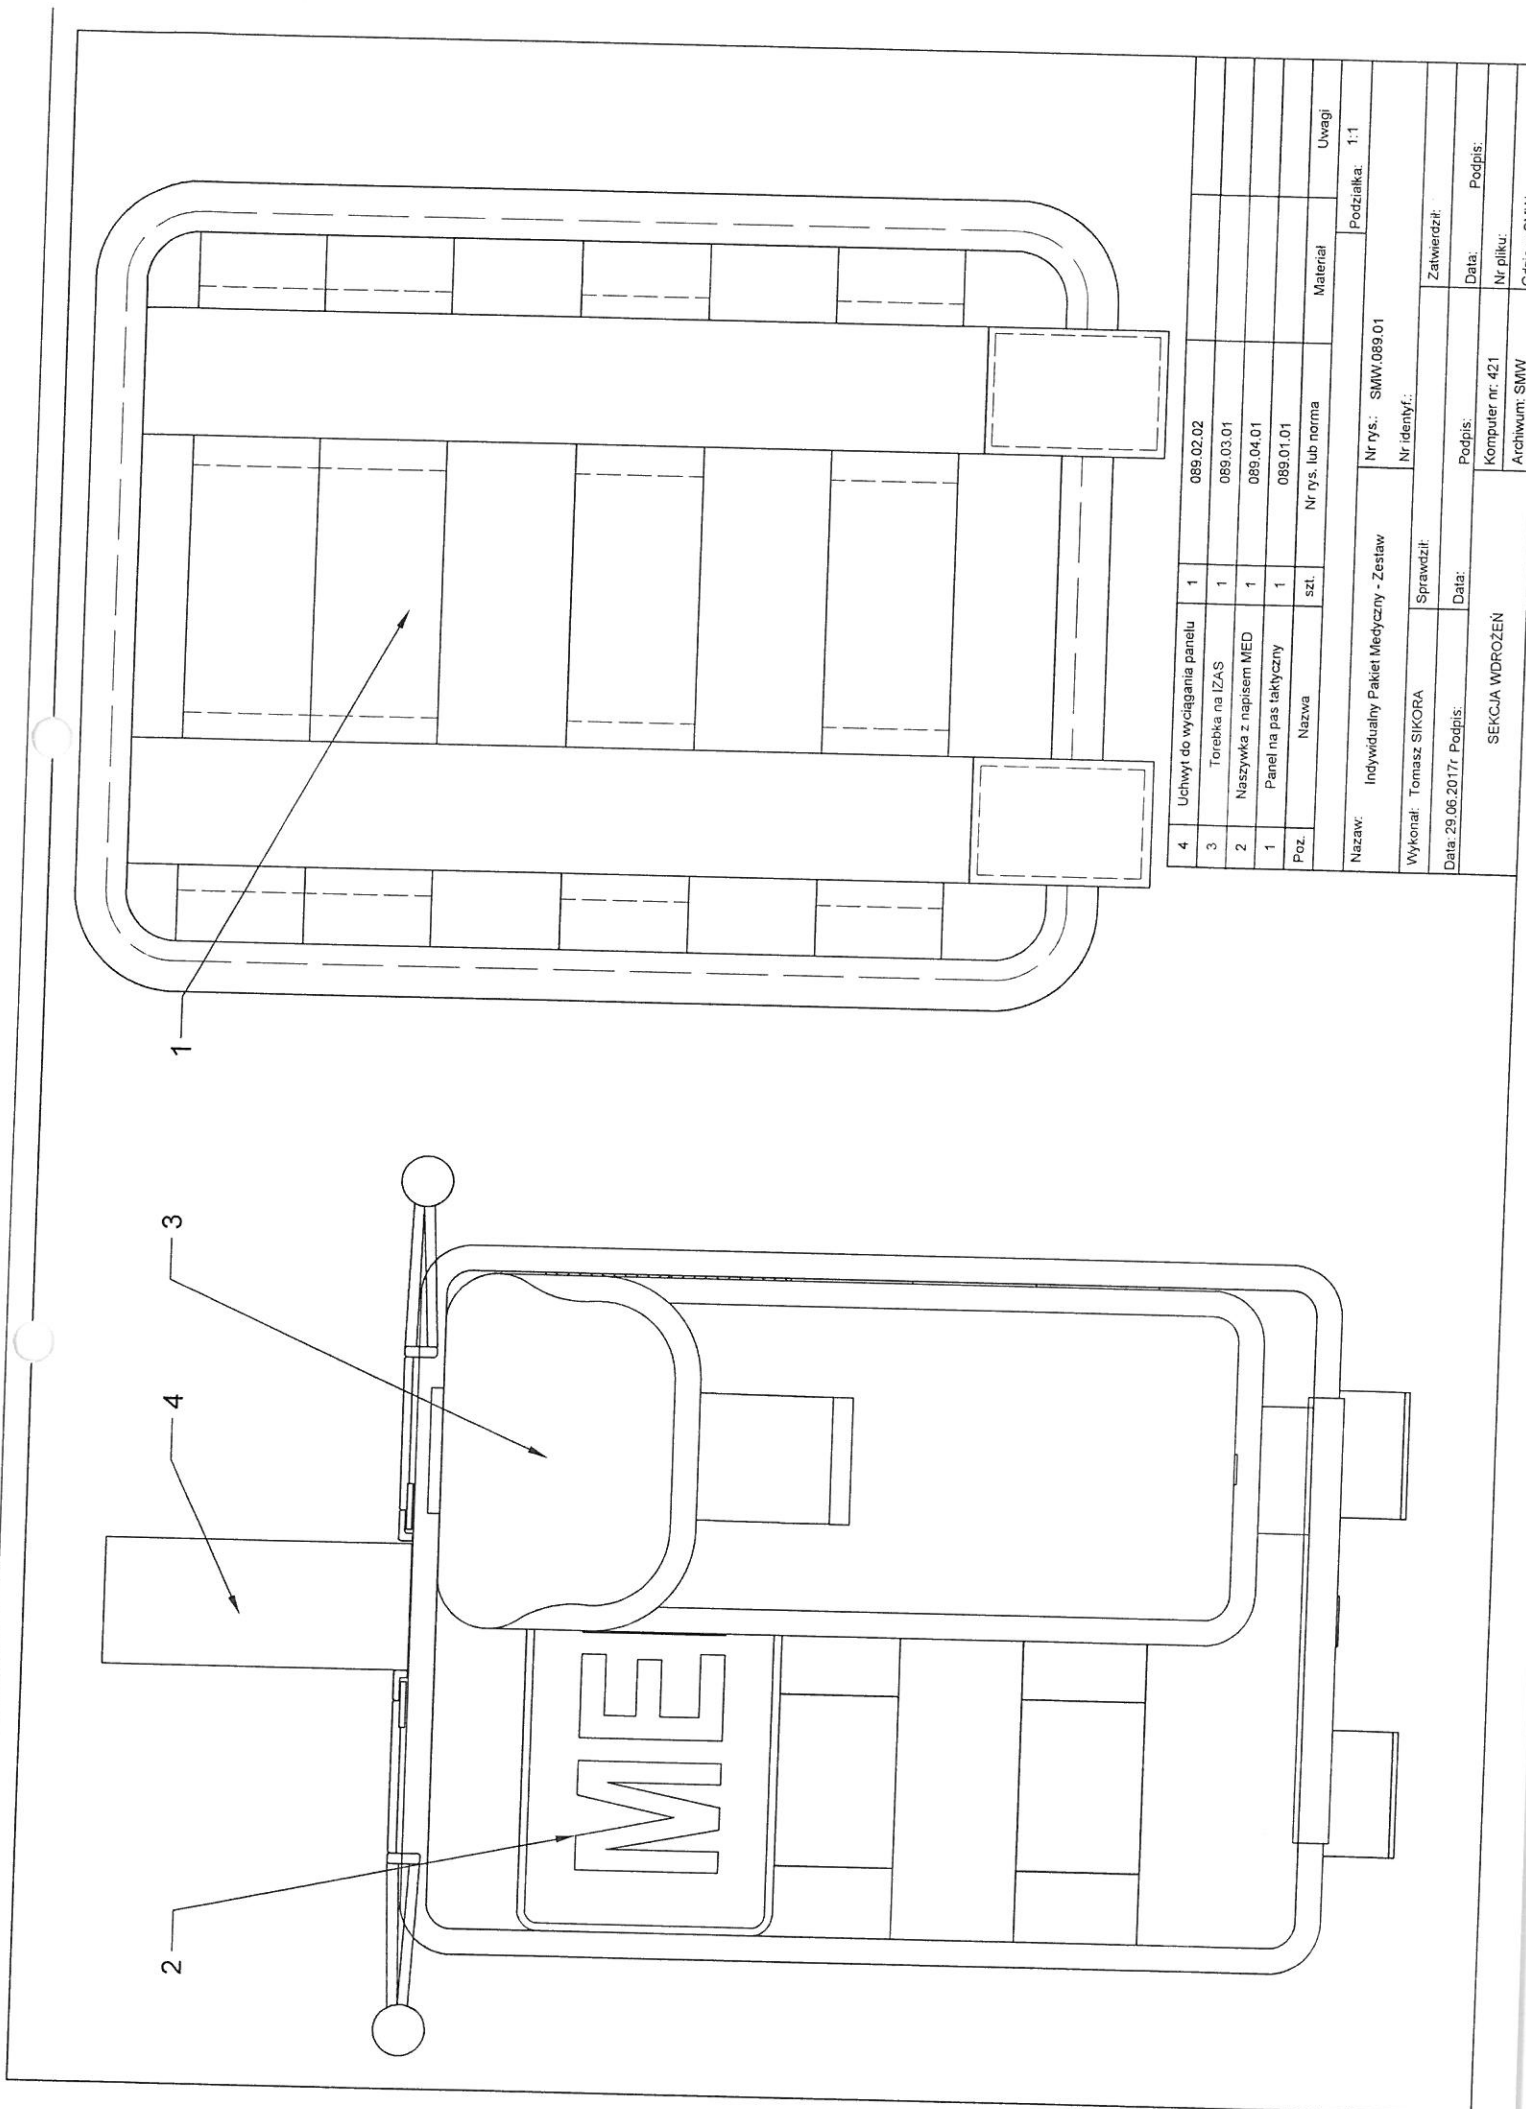 1
2
3
4
ME
4 Uchwyt do wyciągania panelu 1 089.02.02
3 Torebka na IZAS 1 089.03.01
2 Naszywka z napisem MED 1 089.04.01
1 Panel na pas taktyczny 1 089.01.01
Poz. Nazwa szt. Nr rys. lub norma Materiał Uwagi
Nazaw: Indywidualny Pakiet Medyczny - Zestaw Nr rys.: SMW.089.01 Podziałka: 1:1
Nr identyf.:
Wykonał: Tomasz SIKORA Sprawdził: Zatwierdził:
Data: 29.06.2017r Podpis: Data: Podpis: Data: Podpis:
SEKCJA WDROŻEŃ Komputer nr: 421 Nr pliku:
Archiwum: SMW